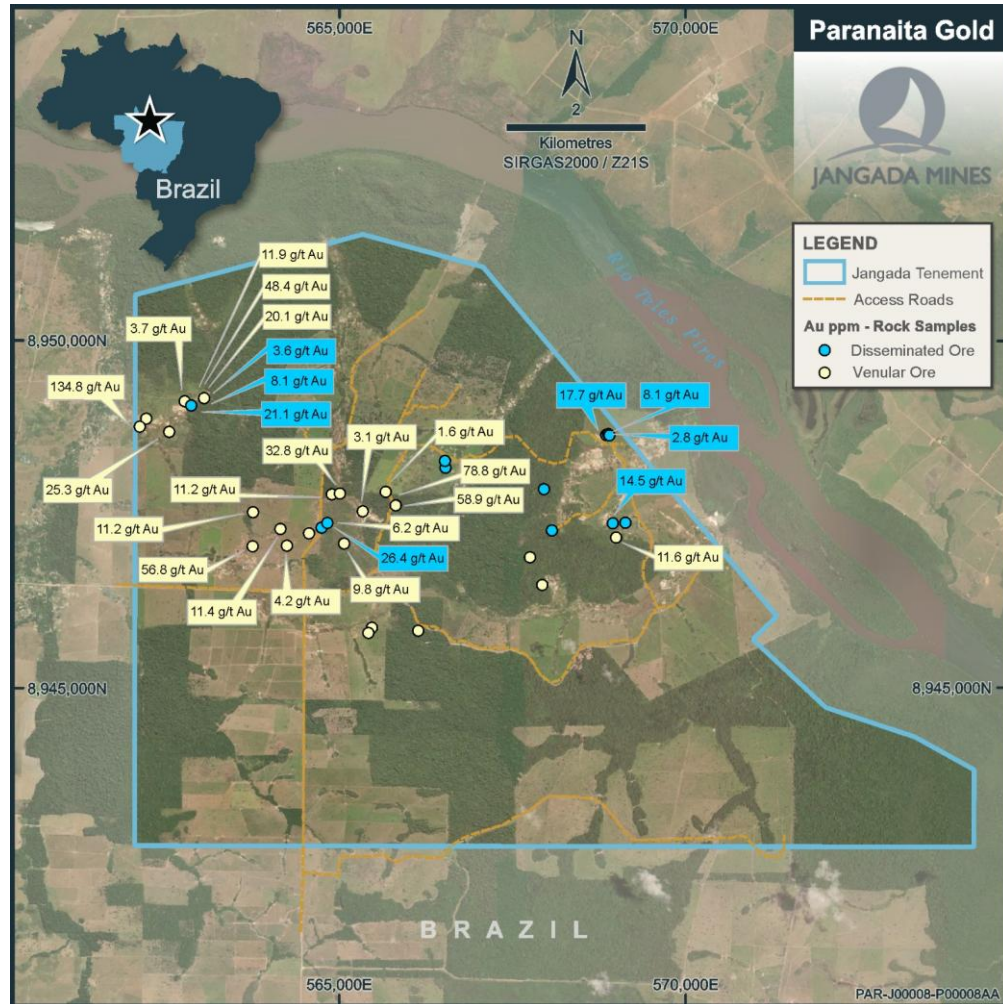 Paranaita Gold
JANGADA MINES
565,000E
570,000E
N
2
Kilometres
SIRGAS2000 / Z21S
Brazil
LEGEND
Jangada Tenement
Access Roads
Au ppm - Rock Samples
Disseminated Ore
Venular Ore
Rio Teles Pires
8,950,000N
11.9 g/t Au
48.4 g/t Au
20.1 g/t Au
3.7 g/t Au
3.6 g/t Au
8.1 g/t Au
134.8 g/t Au
21.1 g/t Au
17.7 g/t Au
8.1 g/t Au
2.8 g/t Au
3.1 g/t Au
1.6 g/t Au
32.8 g/t Au
78.8 g/t Au
25.3 g/t Au
11.2 g/t Au
58.9 g/t Au
14.5 g/t Au
11.2 g/t Au
6.2 g/t Au
26.4 g/t Au
11.6 g/t Au
56.8 g/t Au
9.8 g/t Au
4.2 g/t Au
11.4 g/t Au
8,945,000N
8,945,000N
BRAZIL
565,000E
570,000E
PAR-J00008-P00008AA